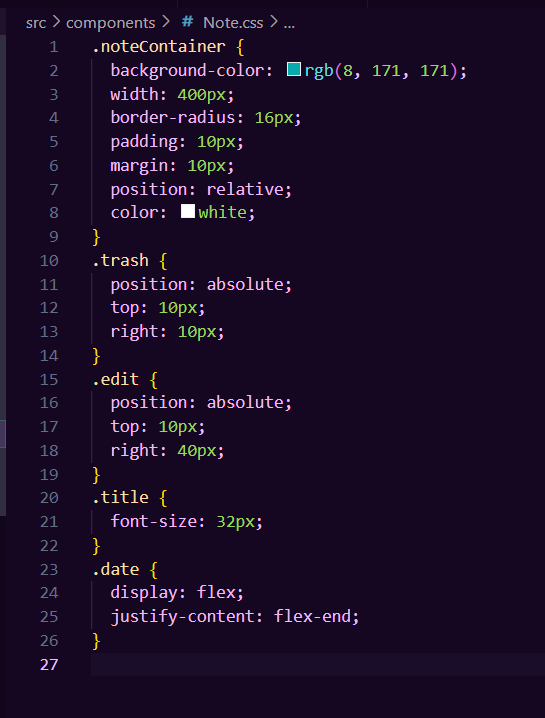 src > components > # Note.css > ...
1 .noteContainer {
2 background-color: rgb(8, 171, 171);
3 width: 400px;
4 border-radius: 16px;
5 padding: 10px;
6 margin: 10px;
7 position: relative;
8 color: white;
9 }
10 .trash {
11 position: absolute;
12 top: 10px;
13 right: 10px;
14 }
15 .edit {
16 position: absolute;
17 top: 10px;
18 right: 40px;
19 }
20 .title {
21 font-size: 32px;
22 }
23 .date {
24 display: flex;
25 justify-content: flex-end;
26 }
27